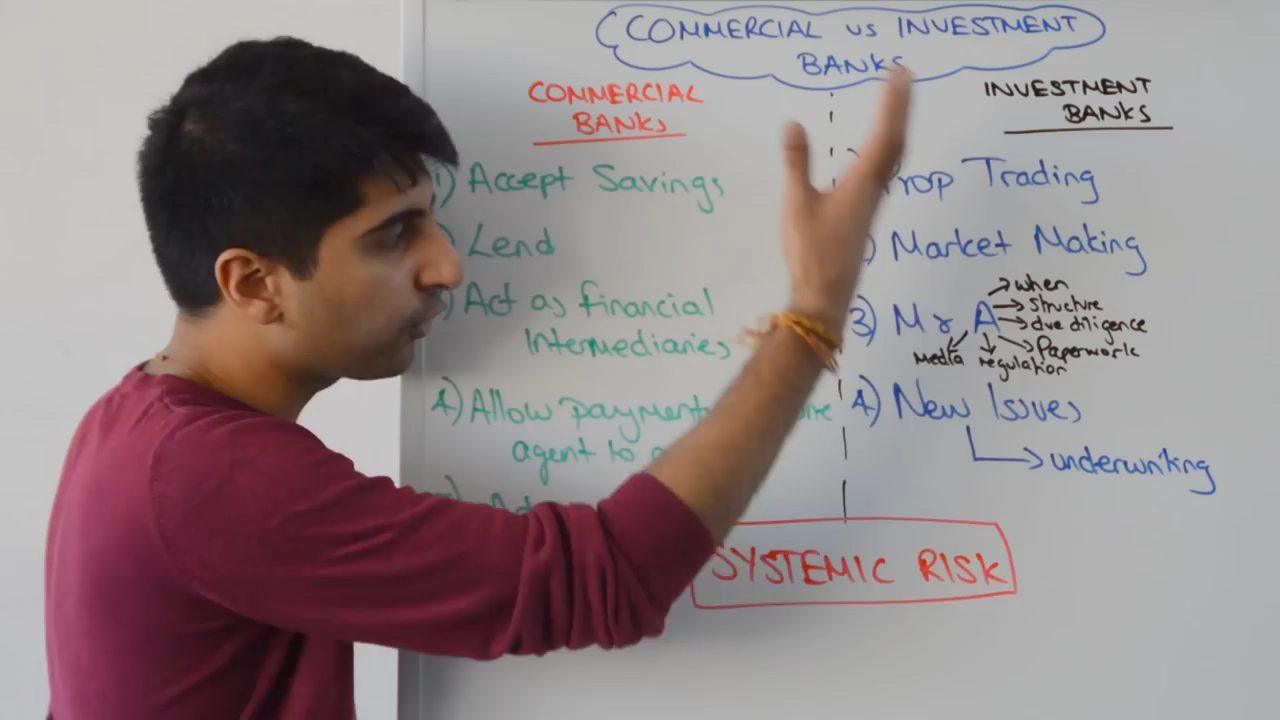 COMMERCIAL vs INVESTMENT
BANKS
COMMERCIAL
BANKS
1) Accept Savings
) Lend
) Act as financial
Intermediaries
4) Allow payment
agent to
INVESTMENT
BANKS
Prop Trading
) Market Making
3) M & A
when
Structure
due diligence
Paperwork
regulation
Media
4) New Issues
underwriting
SYSTEMIC RISK